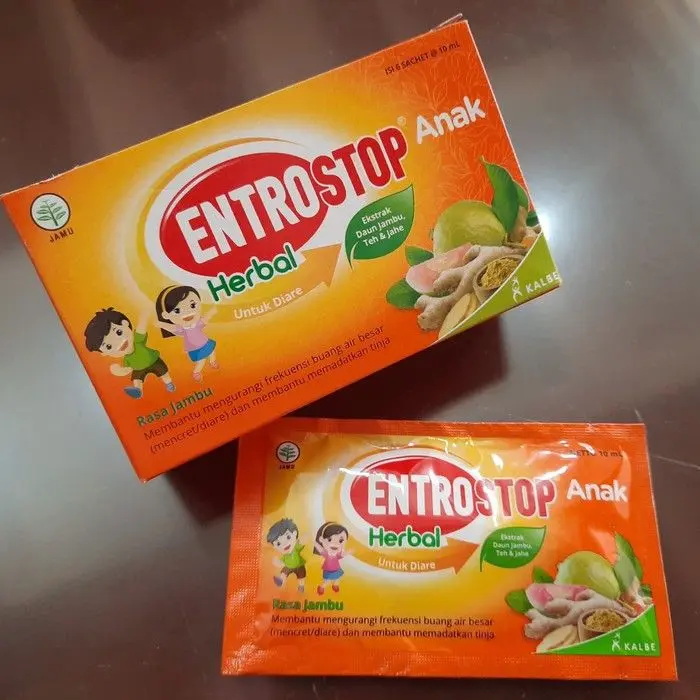 ISI 6 SACHET @ 10 mL
JAMU
ENTROSTOP® Anak
Herbal
Ekstrak
Daun Jambu,
Teh & Jahe
Untuk Diare
KALBE
Rasa Jambu
Membantu mengurangi frekuensi buang air besar
(mencret/diare) dan membantu memadatkan tinja
NETTO 10 mL
JAMU
ENTROSTOP Anak
Herbal
Ekstrak
Daun Jambu,
Teh & Jahe
Untuk Diare
Rasa Jambu
Membantu mengurangi frekuensi buang air besar
(mencret/diare) dan membantu memadatkan tinja
KALBE